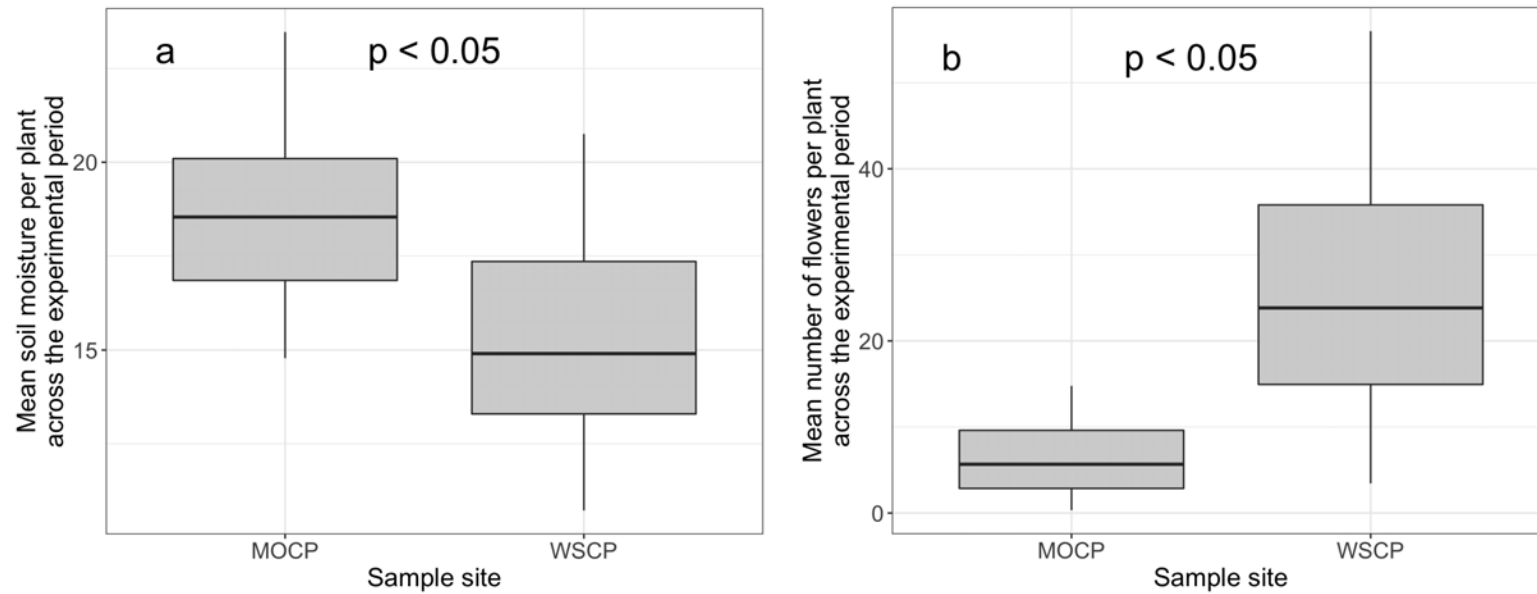 a
p < 0.05
Mean soil moisture per plant
across the experimental period
20
15
MOCP
WSCP
Sample site
b
p < 0.05
Mean number of flowers per plant
across the experimental period
40
20
0
MOCP
WSCP
Sample site